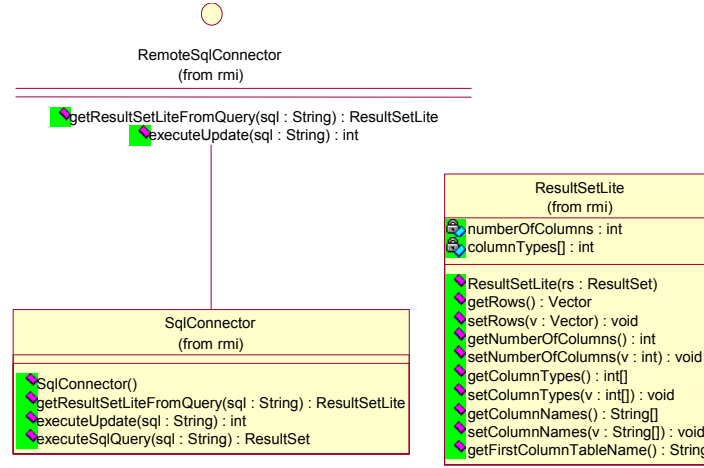 RemoteSqlConnector
(from rmi)
getResultSetLiteFromQuery(sql : String) : ResultSetLite
executeUpdate(sql : String) : int
SqlConnector
(from rmi)
SqlConnector()
getResultSetLiteFromQuery(sql : String) : ResultSetLite
executeUpdate(sql : String) : int
executeSqlQuery(sql : String) : ResultSet
ResultSetLite
(from rmi)
numberOfColumns : int
columnTypes[] : int
ResultSetLite(rs : ResultSet)
getRows() : Vector
setRows(v : Vector) : void
getNumberOfColumns() : int
setNumberOfColumns(v : int) : void
getColumnTypes() : int[]
setColumnTypes(v : int[]) : void
getColumnNames() : String[]
setColumnNames(v : String[]) : void
getFirstColumnTableName() : String